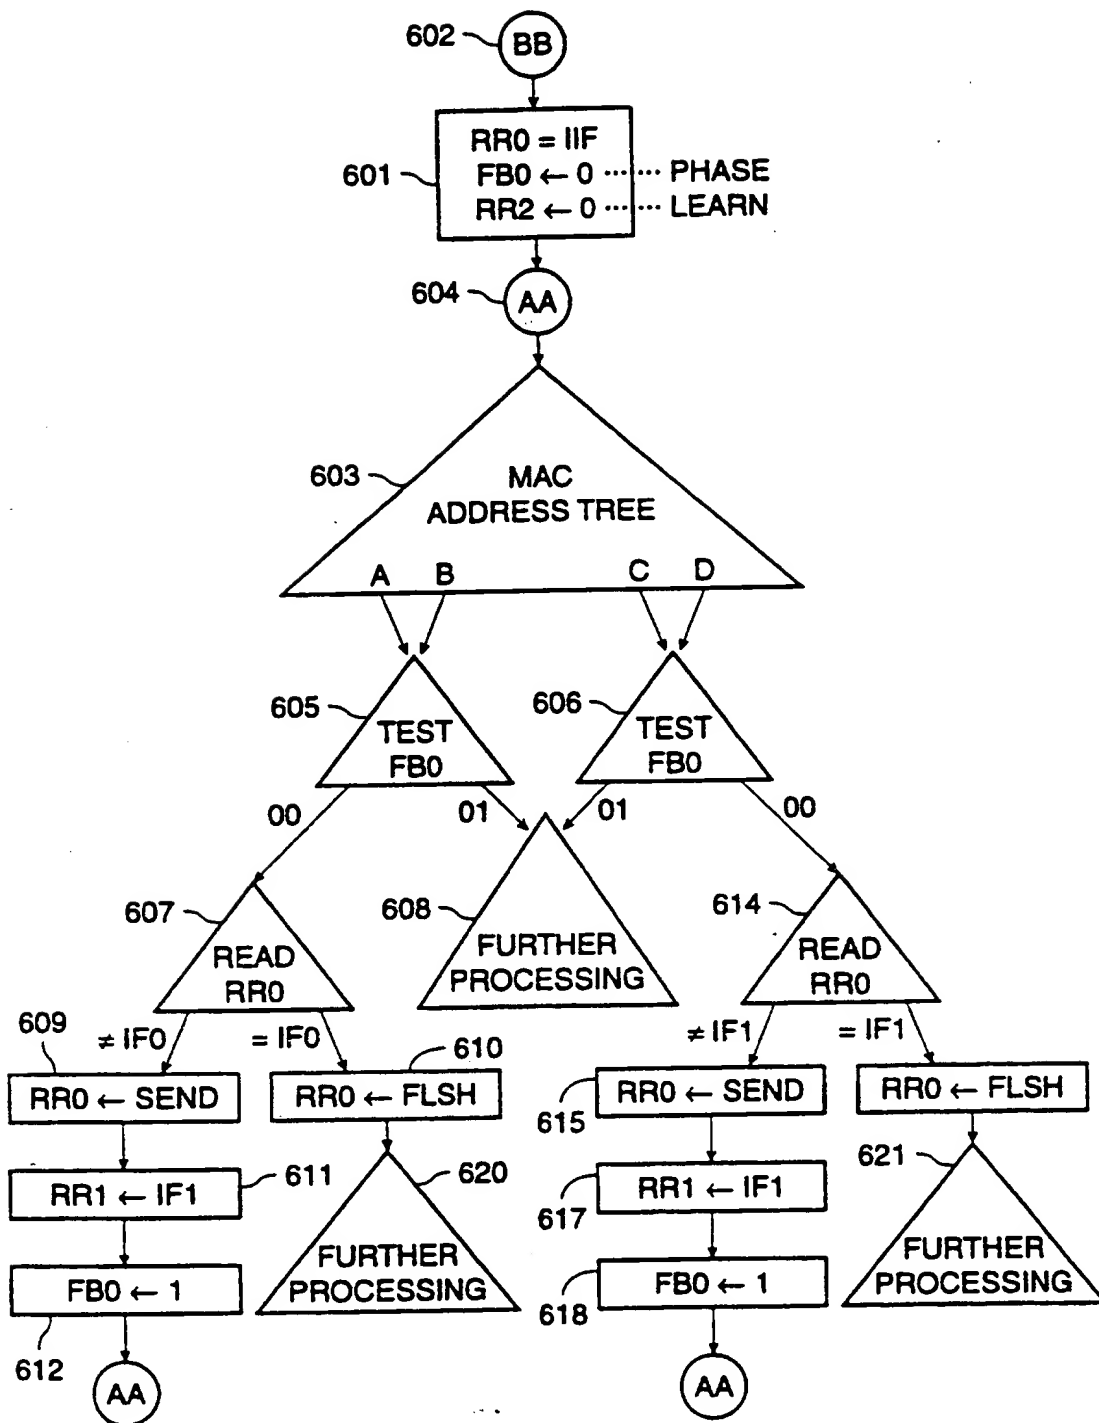 602
BB
601
RR0 = IIF
FB0 ← 0 ······ PHASE
RR2 ← 0 ······ LEARN
604
AA
603
MAC
ADDRESS TREE
A B C D
605
TEST
FB0
606
TEST
FB0
00
01
01
00
607
READ
RR0
608
FURTHER
PROCESSING
614
READ
RR0
609
≠ IF0
= IF0
610
≠ IF1
= IF1
RR0 ← SEND
RR0 ← FLSH
615
RR0 ← SEND
RR0 ← FLSH
RR1 ← IF1
611
620
FURTHER
PROCESSING
617
RR1 ← IF1
621
FURTHER
PROCESSING
FB0 ← 1
612
618
FB0 ← 1
AA
AA